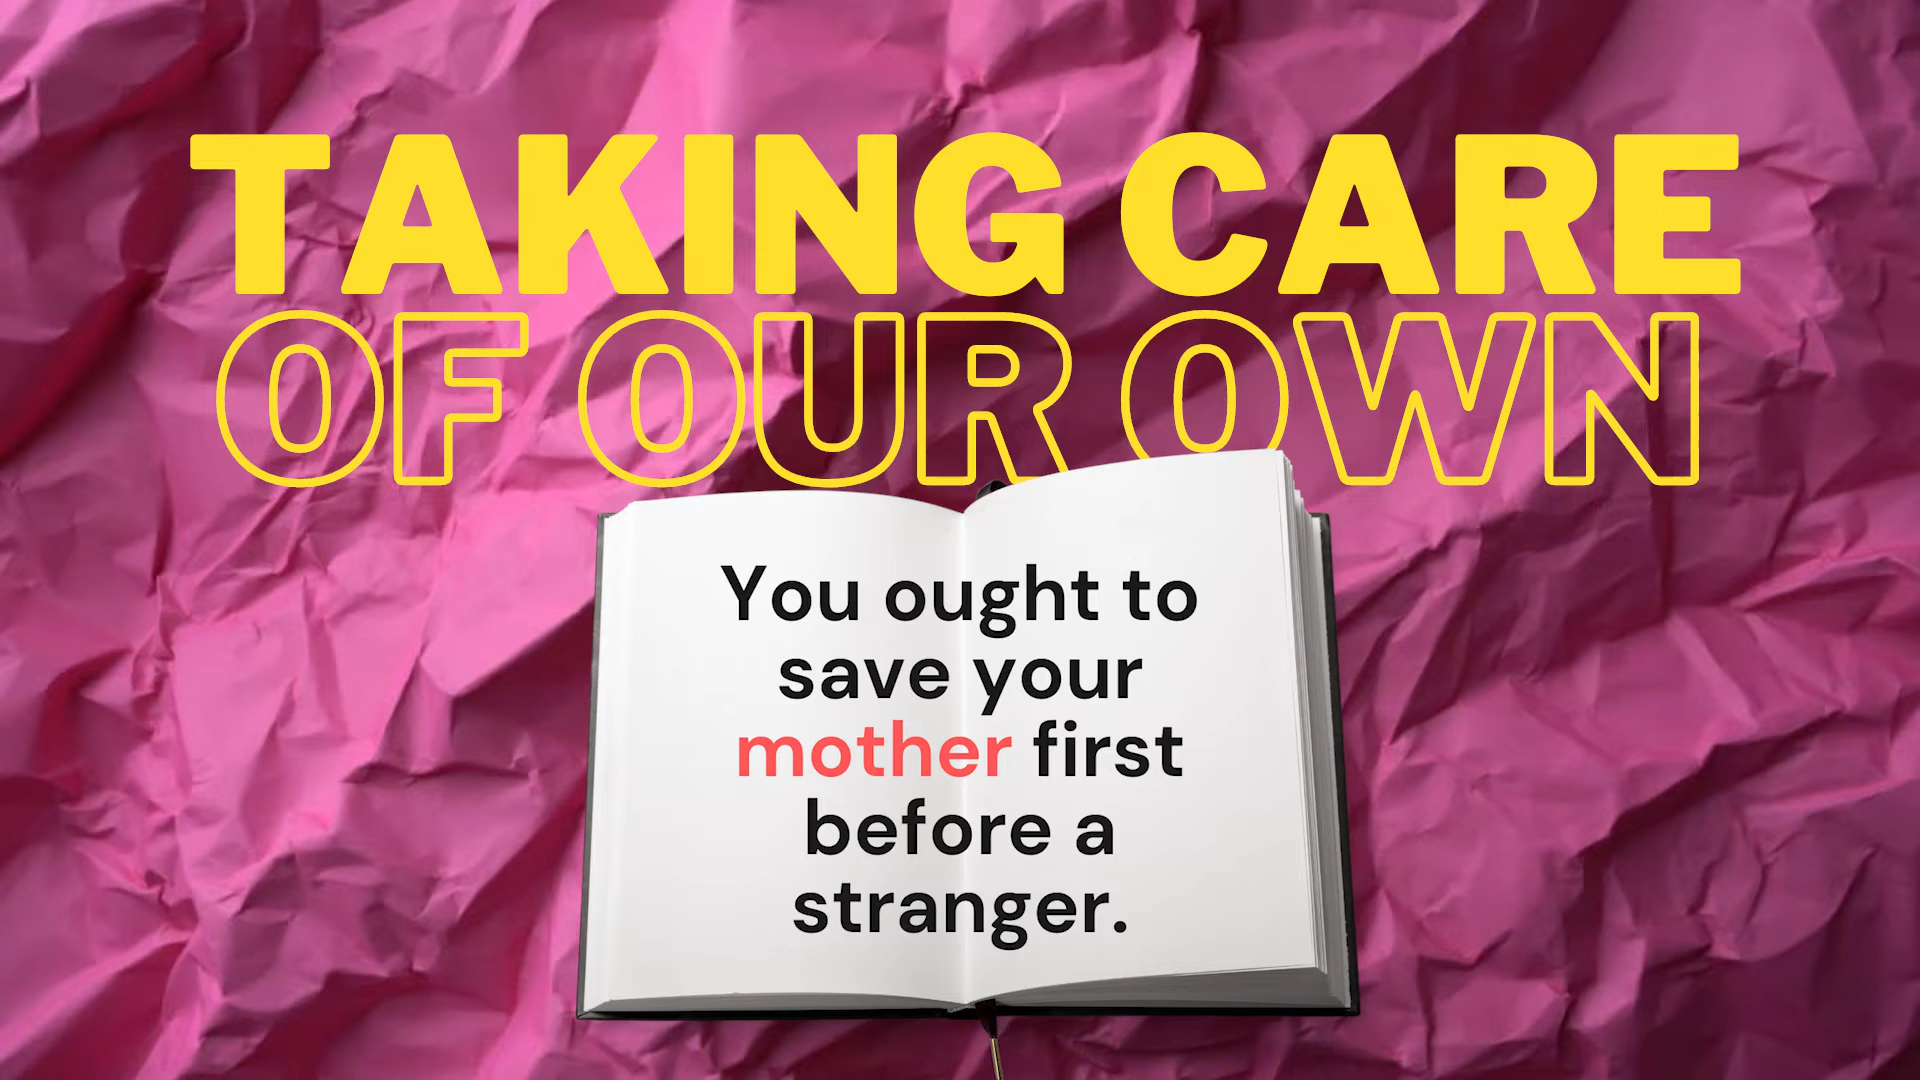 TAKING CARE
OF OUR OWN
You ought to
save your
mother first
before a
stranger.